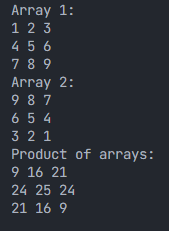 Array 1:
1 2 3
4 5 6
7 8 9
Array 2:
9 8 7
6 5 4
3 2 1
Product of arrays:
9 16 21
24 25 24
21 16 9